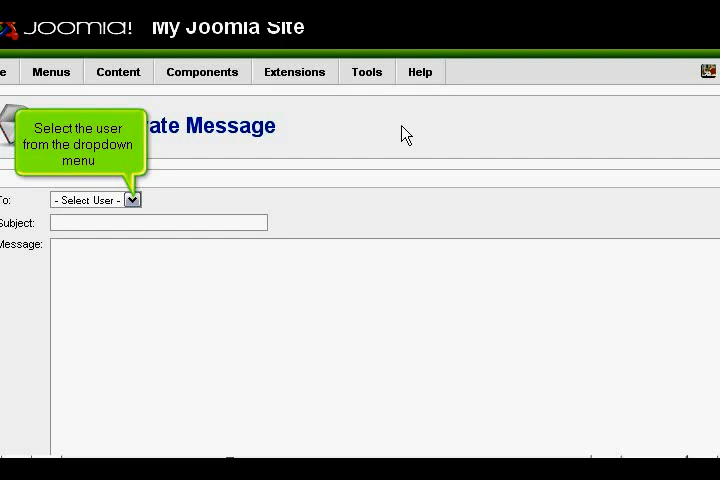 Joomla! My Joomla Site
e Menus Content Components Extensions Tools Help
ate Message
Select the user
from the dropdown
menu
To: - Select User -
Subject:
Message: